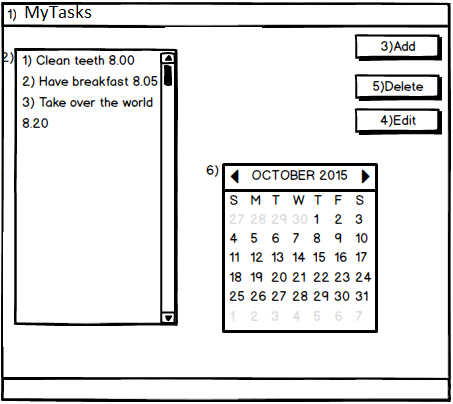 1) MyTasks
2)
1) Clean teeth 8.00
2) Have breakfast 8.05
3) Take over the world
8.20
3)Add
5)Delete
4)Edit
6)
OCTOBER 2015
S M T W T F S
27 28 29 30 1 2 3
4 5 6 7 8 9 10
11 12 13 14 15 16 17
18 19 20 21 22 23 24
25 26 27 28 29 30 31
1 2 3 4 5 6 7